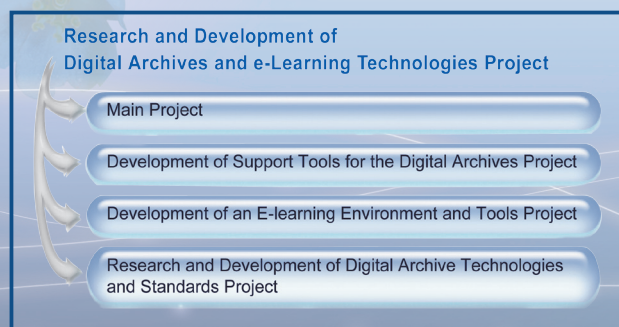 Research and Development of
Digital Archives and e-Learning Technologies Project
Main Project
Development of Support Tools for the Digital Archives Project
Development of an E-learning Environment and Tools Project
Research and Development of Digital Archive Technologies
and Standards Project